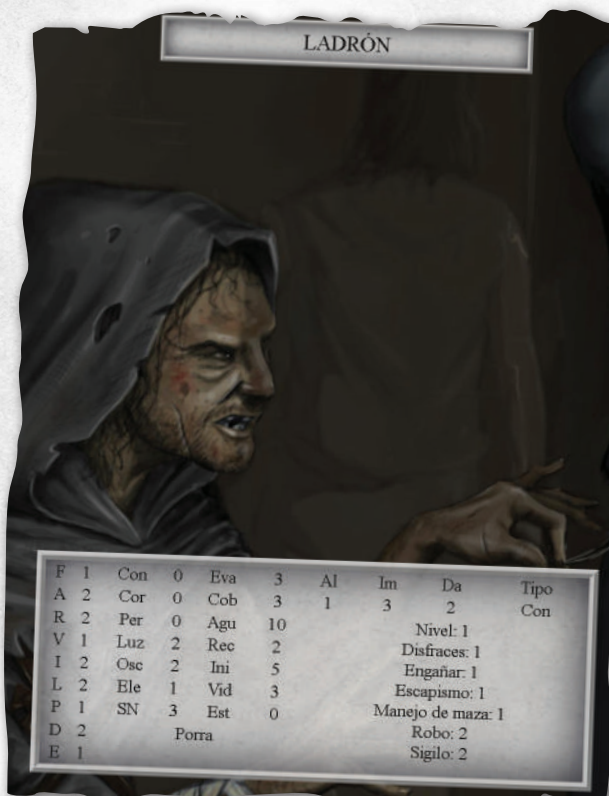 LADRÓN
F 1 Con 0 Eva 3 Al Im Da Tipo
A 2 Cor 0 Cob 3 1 3 2 Con
R 2 Per 0 Agu 10 Nivel: 1
V 1 Luz 2 Rec 2 Disfraces: 1
I 2 Osc 2 Ini 5 Engañar: 1
L 2 Ele 1 Vid 3 Escapismo: 1
P 1 SN 3 Est 0 Manejo de maza: 1
D 2 Porra Robo: 2
E 1 Sigilo: 2